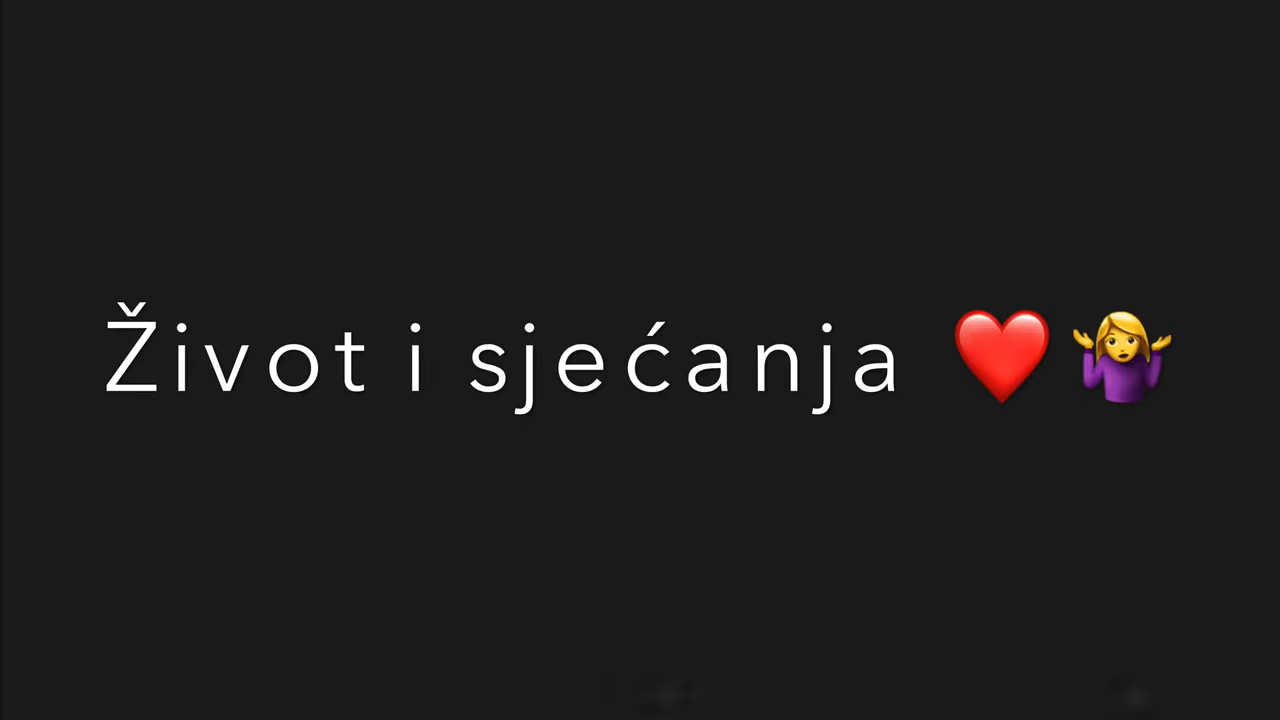 Život i sjećanja ❤️🤷‍♀️